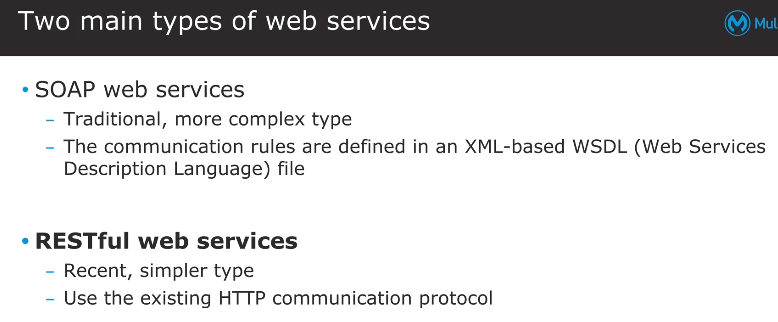 Two main types of web services
Mul
• SOAP web services
– Traditional, more complex type
– The communication rules are defined in an XML-based WSDL (Web Services
Description Language) file
• RESTful web services
– Recent, simpler type
– Use the existing HTTP communication protocol